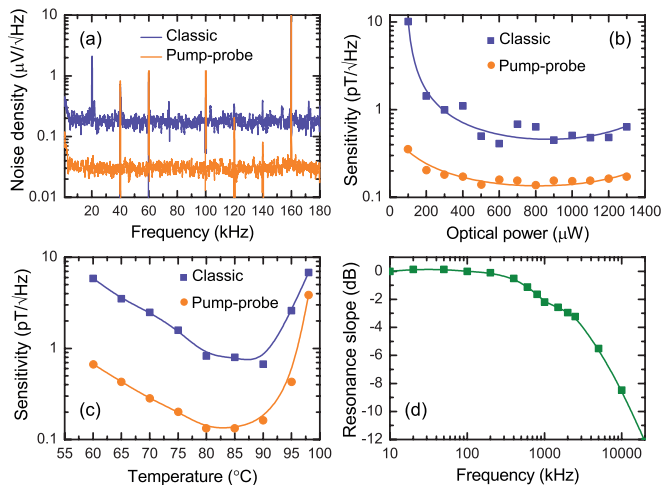 (a)
Classic
Pump-probe
Noise density (μV/√Hz)
10
1
0.1
0.01
20 40 60 80 100 120 140 160 180
Frequency (kHz)
(b)
Classic
Pump-probe
Sensitivity (pT/√Hz)
10
1
0.1
0 200 400 600 800 1000 1200 1400
Optical power (μW)
(c)
Classic
Pump-probe
Sensitivity (pT/√Hz)
10
1
0.1
55 60 65 70 75 80 85 90 95 100
Temperature (°C)
(d)
Resonance slope (dB)
0
-2
-4
-6
-8
-10
-12
10 100 1000 10000
Frequency (kHz)